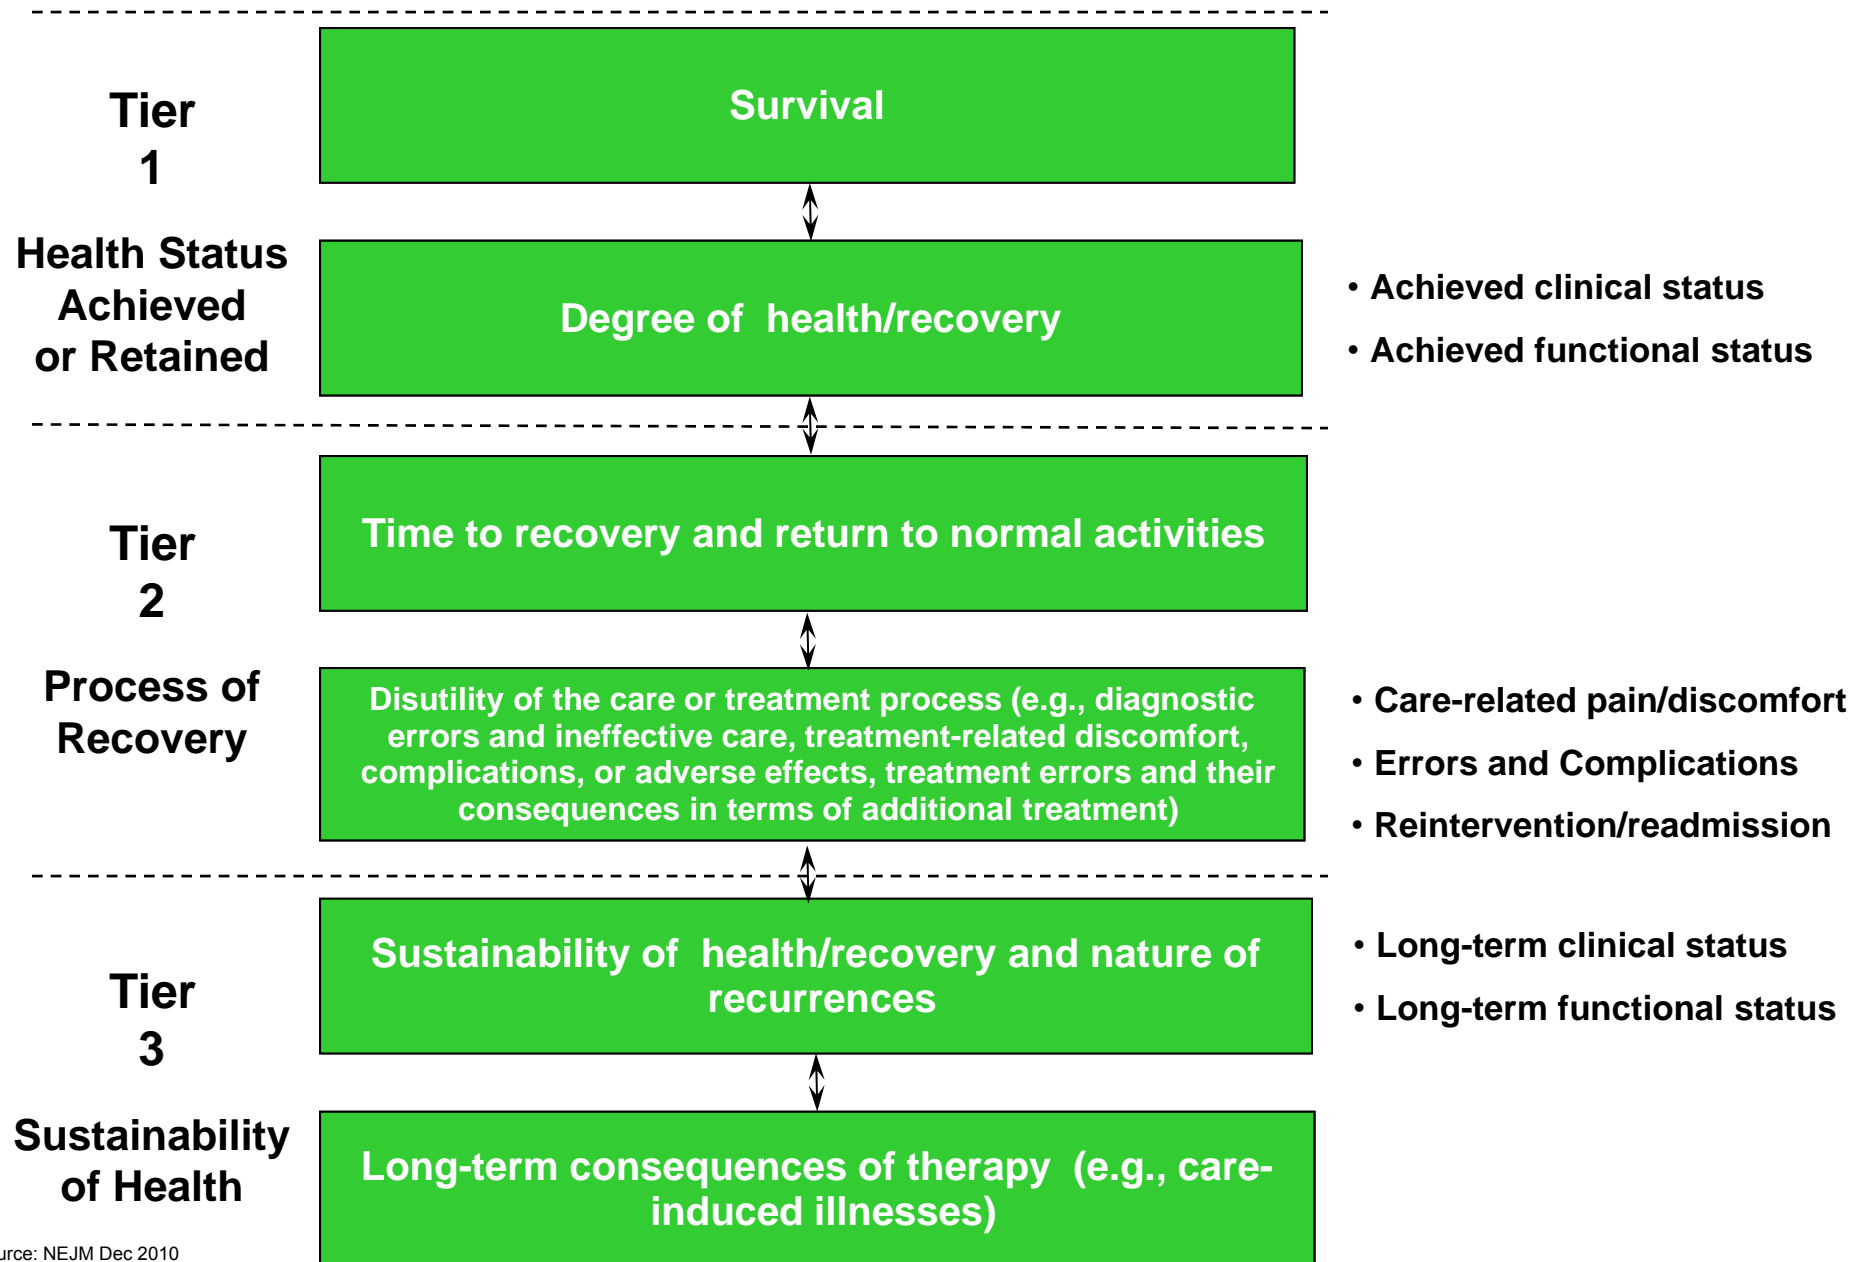 Tier
1
Health Status
Achieved
or Retained
Survival
Degree of health/recovery
• Achieved clinical status
• Achieved functional status
Tier
2
Process of
Recovery
Time to recovery and return to normal activities
Disutility of the care or treatment process (e.g., diagnostic
errors and ineffective care, treatment-related discomfort,
complications, or adverse effects, treatment errors and their
consequences in terms of additional treatment)
• Care-related pain/discomfort
• Errors and Complications
• Reintervention/readmission
Tier
3
Sustainability
of Health
Sustainability of health/recovery and nature of
recurrences
• Long-term clinical status
• Long-term functional status
Long-term consequences of therapy (e.g., care-
induced illnesses)
urce: NEJM Dec 2010